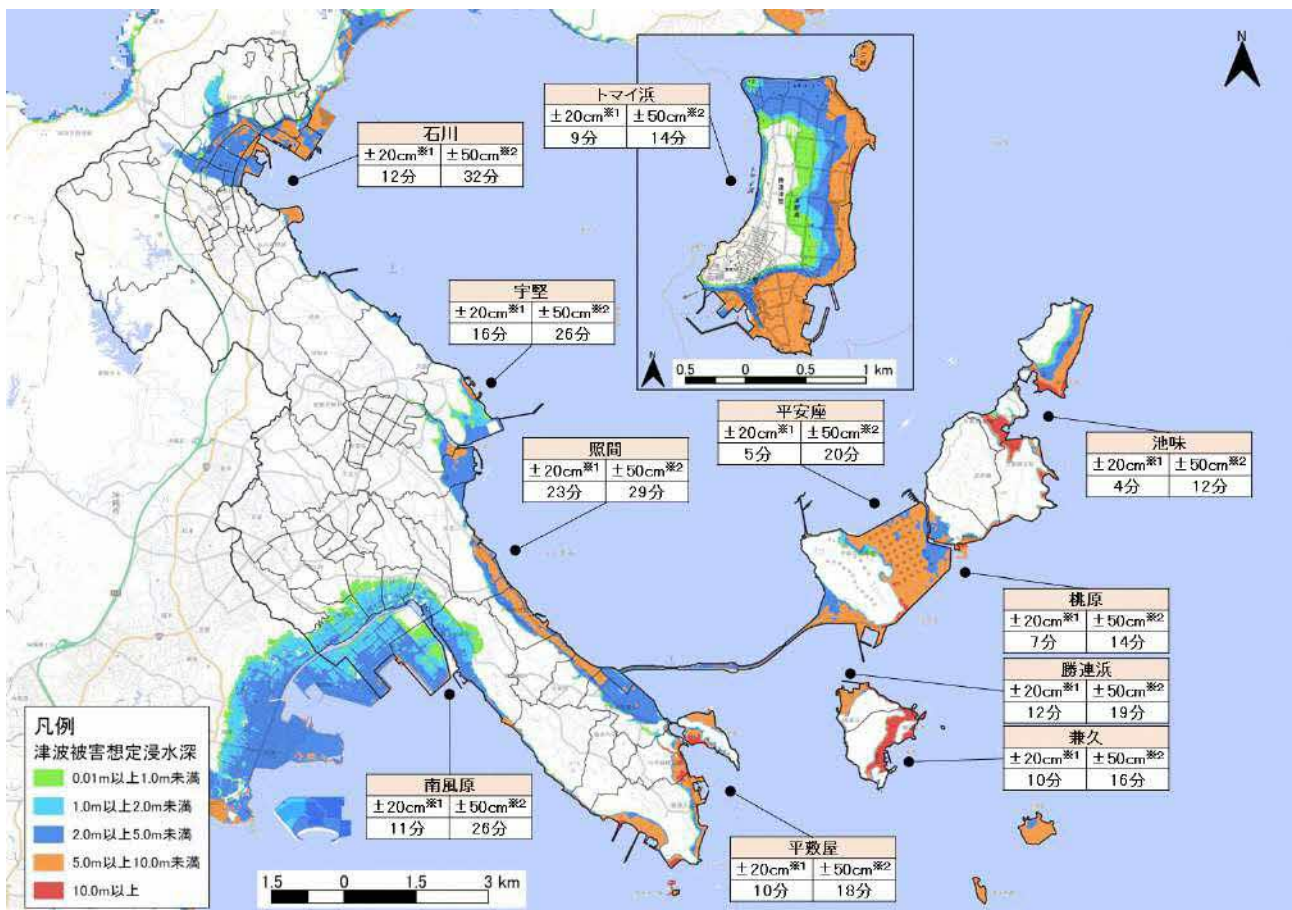 N
トマイ浜
±20cm※1 ±50cm※2
9分 14分
石川
±20cm※1 ±50cm※2
12分 32分
トマイ浜
宇堅
±20cm※1 ±50cm※2
16分 26分
N
0.5 0 0.5 1 km
平安座
±20cm※1 ±50cm※2
5分 20分
池味
±20cm※1 ±50cm※2
4分 12分
照間
±20cm※1 ±50cm※2
23分 29分
桃原
±20cm※1 ±50cm※2
7分 14分
勝連浜
±20cm※1 ±50cm※2
12分 19分
兼久
±20cm※1 ±50cm※2
10分 16分
南風原
±20cm※1 ±50cm※2
11分 26分
平敷屋
±20cm※1 ±50cm※2
10分 18分
凡例
津波被害想定浸水深
0.01m以上1.0m未満
1.0m以上2.0m未満
2.0m以上5.0m未満
5.0m以上10.0m未満
10.0m以上
1.5 0 1.5 3 km